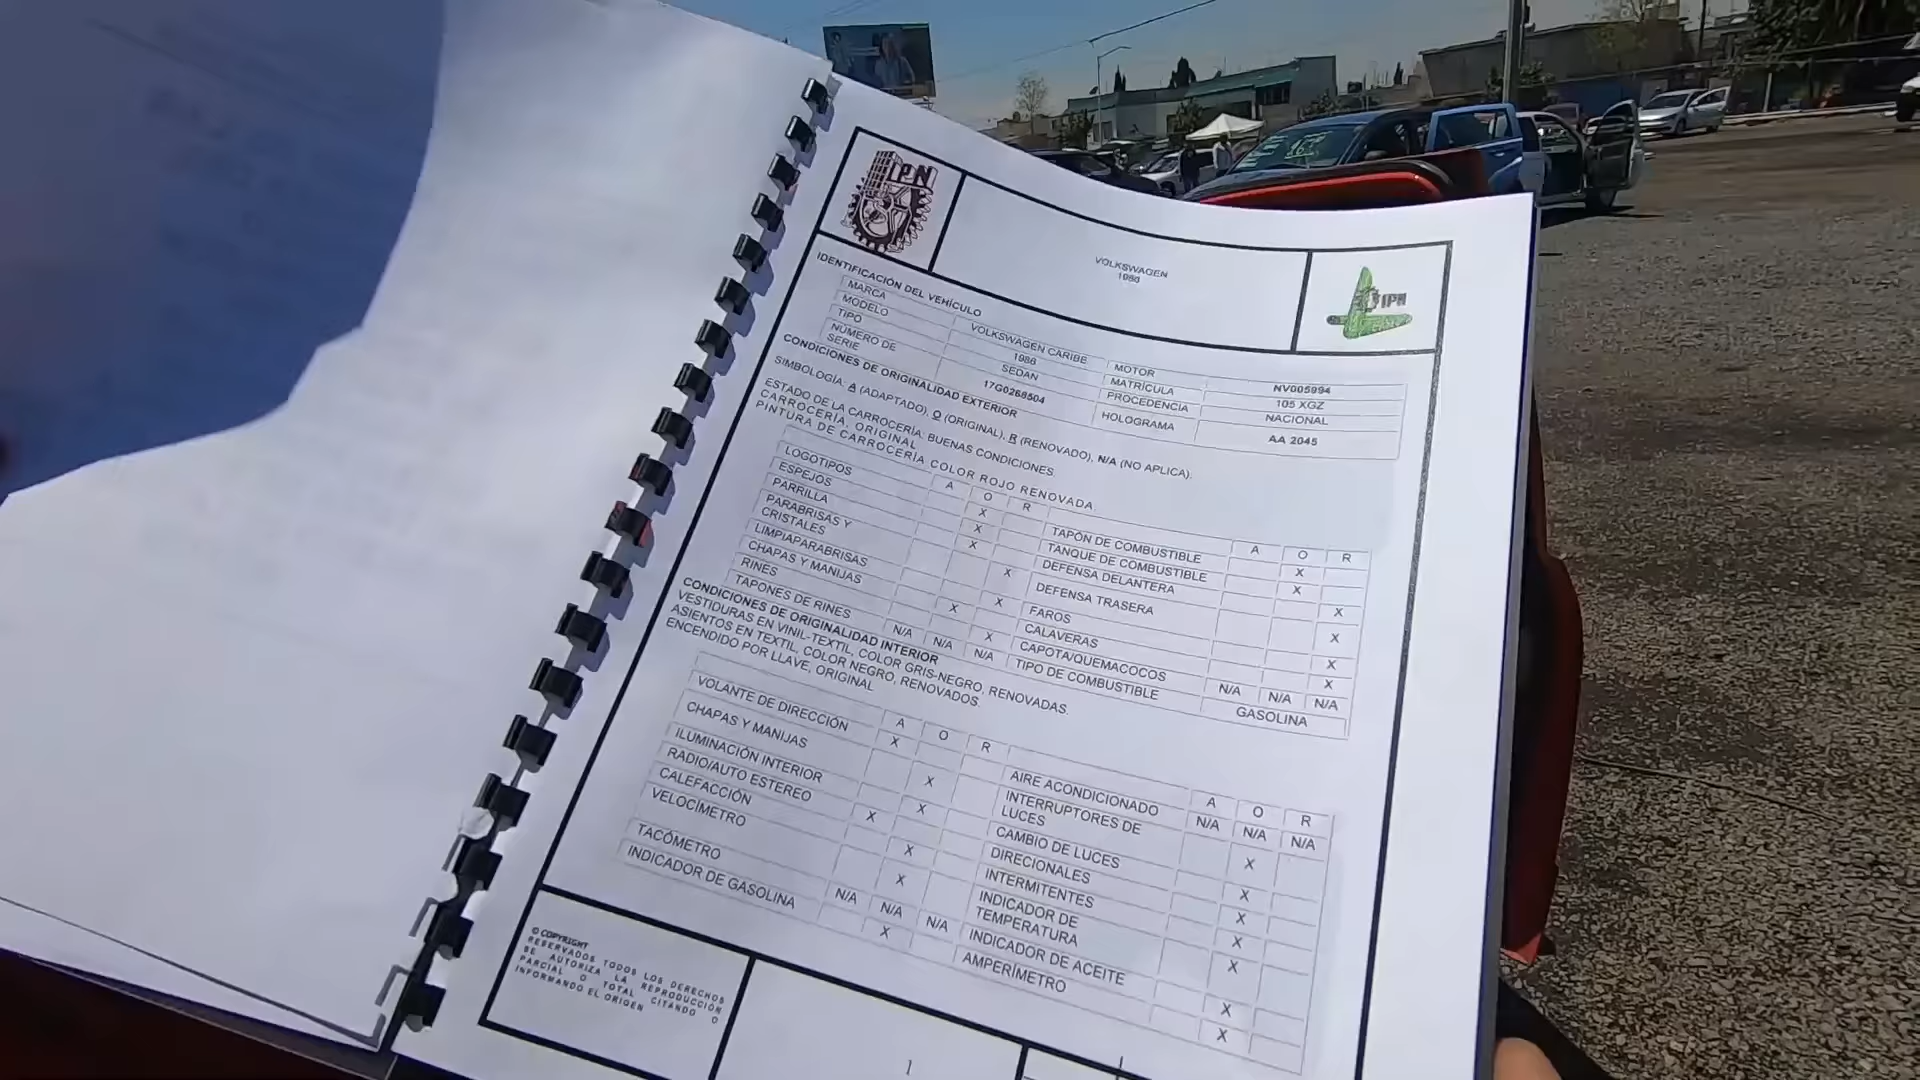 IPN
VOLKSWAGEN
1986
IPN
IDENTIFICACIÓN DEL VEHÍCULO
MARCA VOLKSWAGEN CARIBE MOTOR NV005994
MODELO 1986 MATRÍCULA 105 XGZ
TIPO SEDAN PROCEDENCIA NACIONAL
NÚMERO DE SERIE 17G0268504 HOLOGRAMA AA 2045
CONDICIONES DE ORIGINALIDAD EXTERIOR
SIMBOLOGÍA: A (ADAPTADO), O (ORIGINAL), R (RENOVADO), N/A (NO APLICA).
ESTADO DE LA CARROCERÍA: BUENAS CONDICIONES.
CARROCERÍA, ORIGINAL
PINTURA DE CARROCERÍA COLOR ROJO RENOVADA.
A O R A O R
LOGOTIPOS X TAPÓN DE COMBUSTIBLE X
ESPEJOS X TANQUE DE COMBUSTIBLE X
PARRILLA X DEFENSA DELANTERA X
PARABRISAS Y CRISTALES X DEFENSA TRASERA X
LIMPIAPARABRISAS X FAROS X
CHAPAS Y MANIJAS X CALAVERAS X
RINES X CAPOTA/QUEMACOCOS N/A N/A N/A
TAPONES DE RINES N/A N/A N/A TIPO DE COMBUSTIBLE GASOLINA
CONDICIONES DE ORIGINALIDAD INTERIOR
VESTIDURAS EN VINIL-TEXTIL, COLOR GRIS-NEGRO, RENOVADAS.
ASIENTOS EN TEXTIL, COLOR NEGRO, RENOVADOS.
ENCENDIDO POR LLAVE, ORIGINAL
A O R A O R
VOLANTE DE DIRECCIÓN X AIRE ACONDICIONADO N/A N/A N/A
CHAPAS Y MANIJAS X INTERRUPTORES DE LUCES X
ILUMINACIÓN INTERIOR X CAMBIO DE LUCES X
RADIO/AUTO ESTEREO X DIRECIONALES X
CALEFACCIÓN X INTERMITENTES X
VELOCÍMETRO X INDICADOR DE TEMPERATURA X
TACÓMETRO N/A N/A N/A INDICADOR DE ACEITE X
INDICADOR DE GASOLINA X AMPERÍMETRO X
© COPYRIGHT
RESERVADOS TODOS LOS DERECHOS
SE AUTORIZA LA REPRODUCCIÓN
PARCIAL O TOTAL CITANDO O
INFORMANDO EL ORIGEN
1